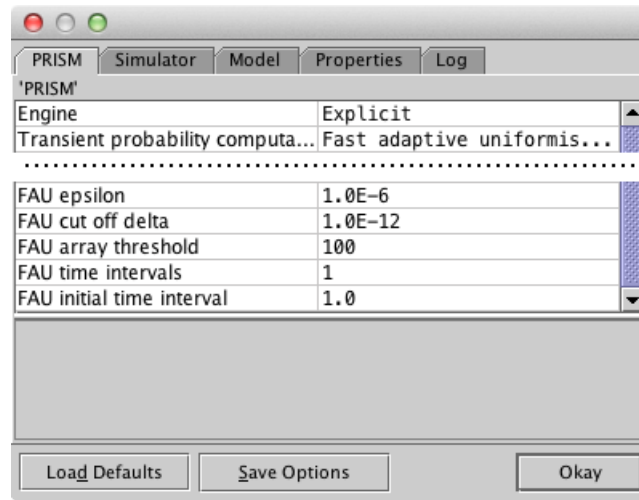 PRISM Simulator Model Properties Log
'PRISM'
Engine Explicit
Transient probability computa... Fast adaptive uniformis...
FAU epsilon 1.0E-6
FAU cut off delta 1.0E-12
FAU array threshold 100
FAU time intervals 1
FAU initial time interval 1.0
Load Defaults Save Options Okay